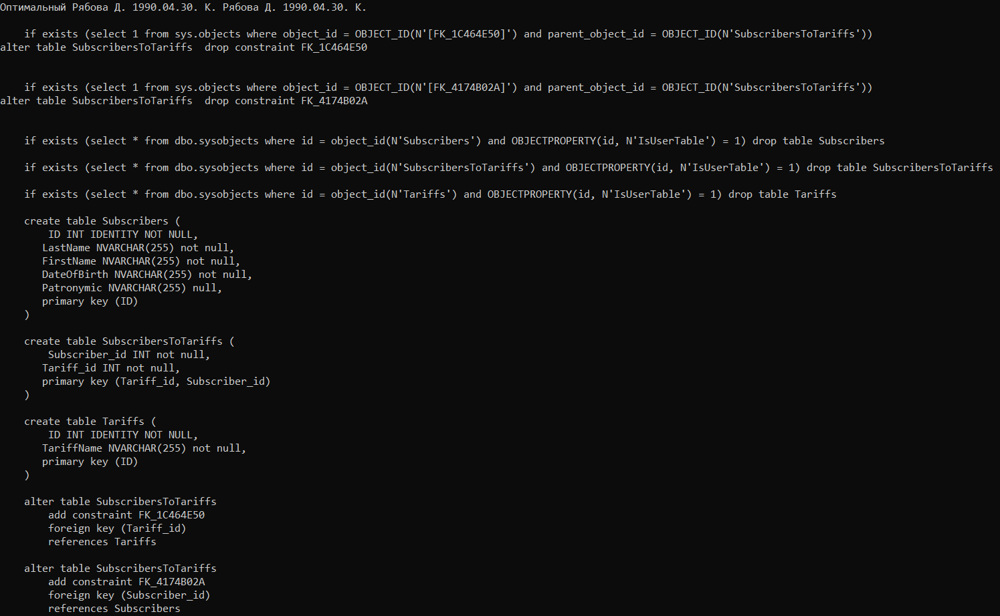 Оптимальный Рябова Д. 1990.04.30. К. Рябова Д. 1990.04.30. К.
if exists (select 1 from sys.objects where object_id = OBJECT_ID(N'[FK_1C464E50]') and parent_object_id = OBJECT_ID(N'SubscribersToTariffs'))
alter table SubscribersToTariffs  drop constraint FK_1C464E50
if exists (select 1 from sys.objects where object_id = OBJECT_ID(N'[FK_4174B02A]') and parent_object_id = OBJECT_ID(N'SubscribersToTariffs'))
alter table SubscribersToTariffs  drop constraint FK_4174B02A
if exists (select * from dbo.sysobjects where id = object_id(N'Subscribers') and OBJECTPROPERTY(id, N'IsUserTable') = 1) drop table Subscribers
if exists (select * from dbo.sysobjects where id = object_id(N'SubscribersToTariffs') and OBJECTPROPERTY(id, N'IsUserTable') = 1) drop table SubscribersToTariffs
if exists (select * from dbo.sysobjects where id = object_id(N'Tariffs') and OBJECTPROPERTY(id, N'IsUserTable') = 1) drop table Tariffs
create table Subscribers (
ID INT IDENTITY NOT NULL,
LastName NVARCHAR(255) not null,
FirstName NVARCHAR(255) not null,
DateOfBirth NVARCHAR(255) not null,
Patronymic NVARCHAR(255) null,
primary key (ID)
)
create table SubscribersToTariffs (
Subscriber_id INT not null,
Tariff_id INT not null,
primary key (Tariff_id, Subscriber_id)
)
create table Tariffs (
ID INT IDENTITY NOT NULL,
TariffName NVARCHAR(255) not null,
primary key (ID)
)
alter table SubscribersToTariffs
add constraint FK_1C464E50
foreign key (Tariff_id)
references Tariffs
alter table SubscribersToTariffs
add constraint FK_4174B02A
foreign key (Subscriber_id)
references Subscribers